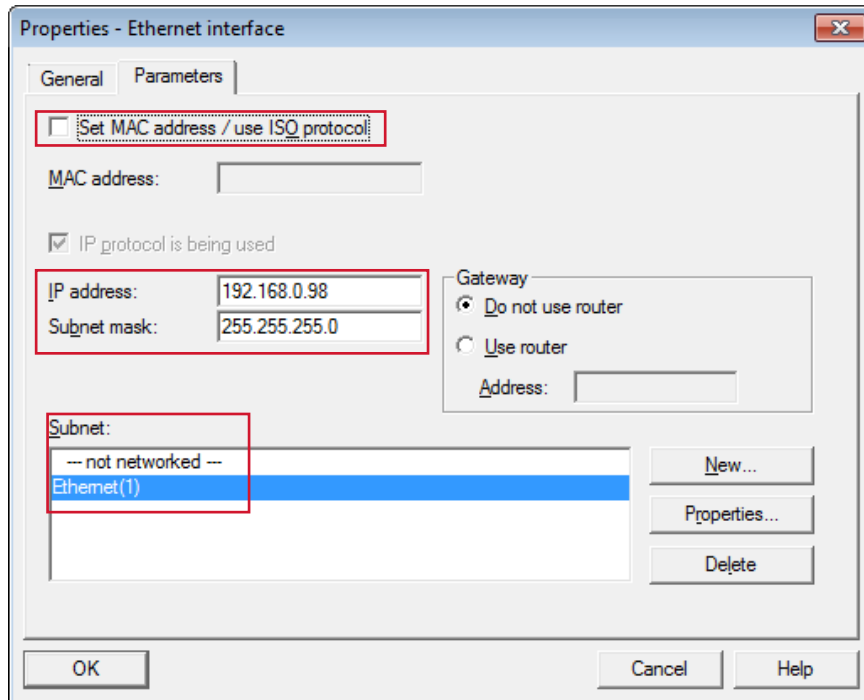 Properties - Ethernet interface
General
Parameters
Set MAC address / use ISO protocol
MAC address:
IP protocol is being used
IP address:
192.168.0.98
Subnet mask:
255.255.255.0
Gateway
Do not use router
Use router
Address:
Subnet:
--- not networked ---
Ethernet(1)
New...
Properties...
Delete
OK
Cancel
Help